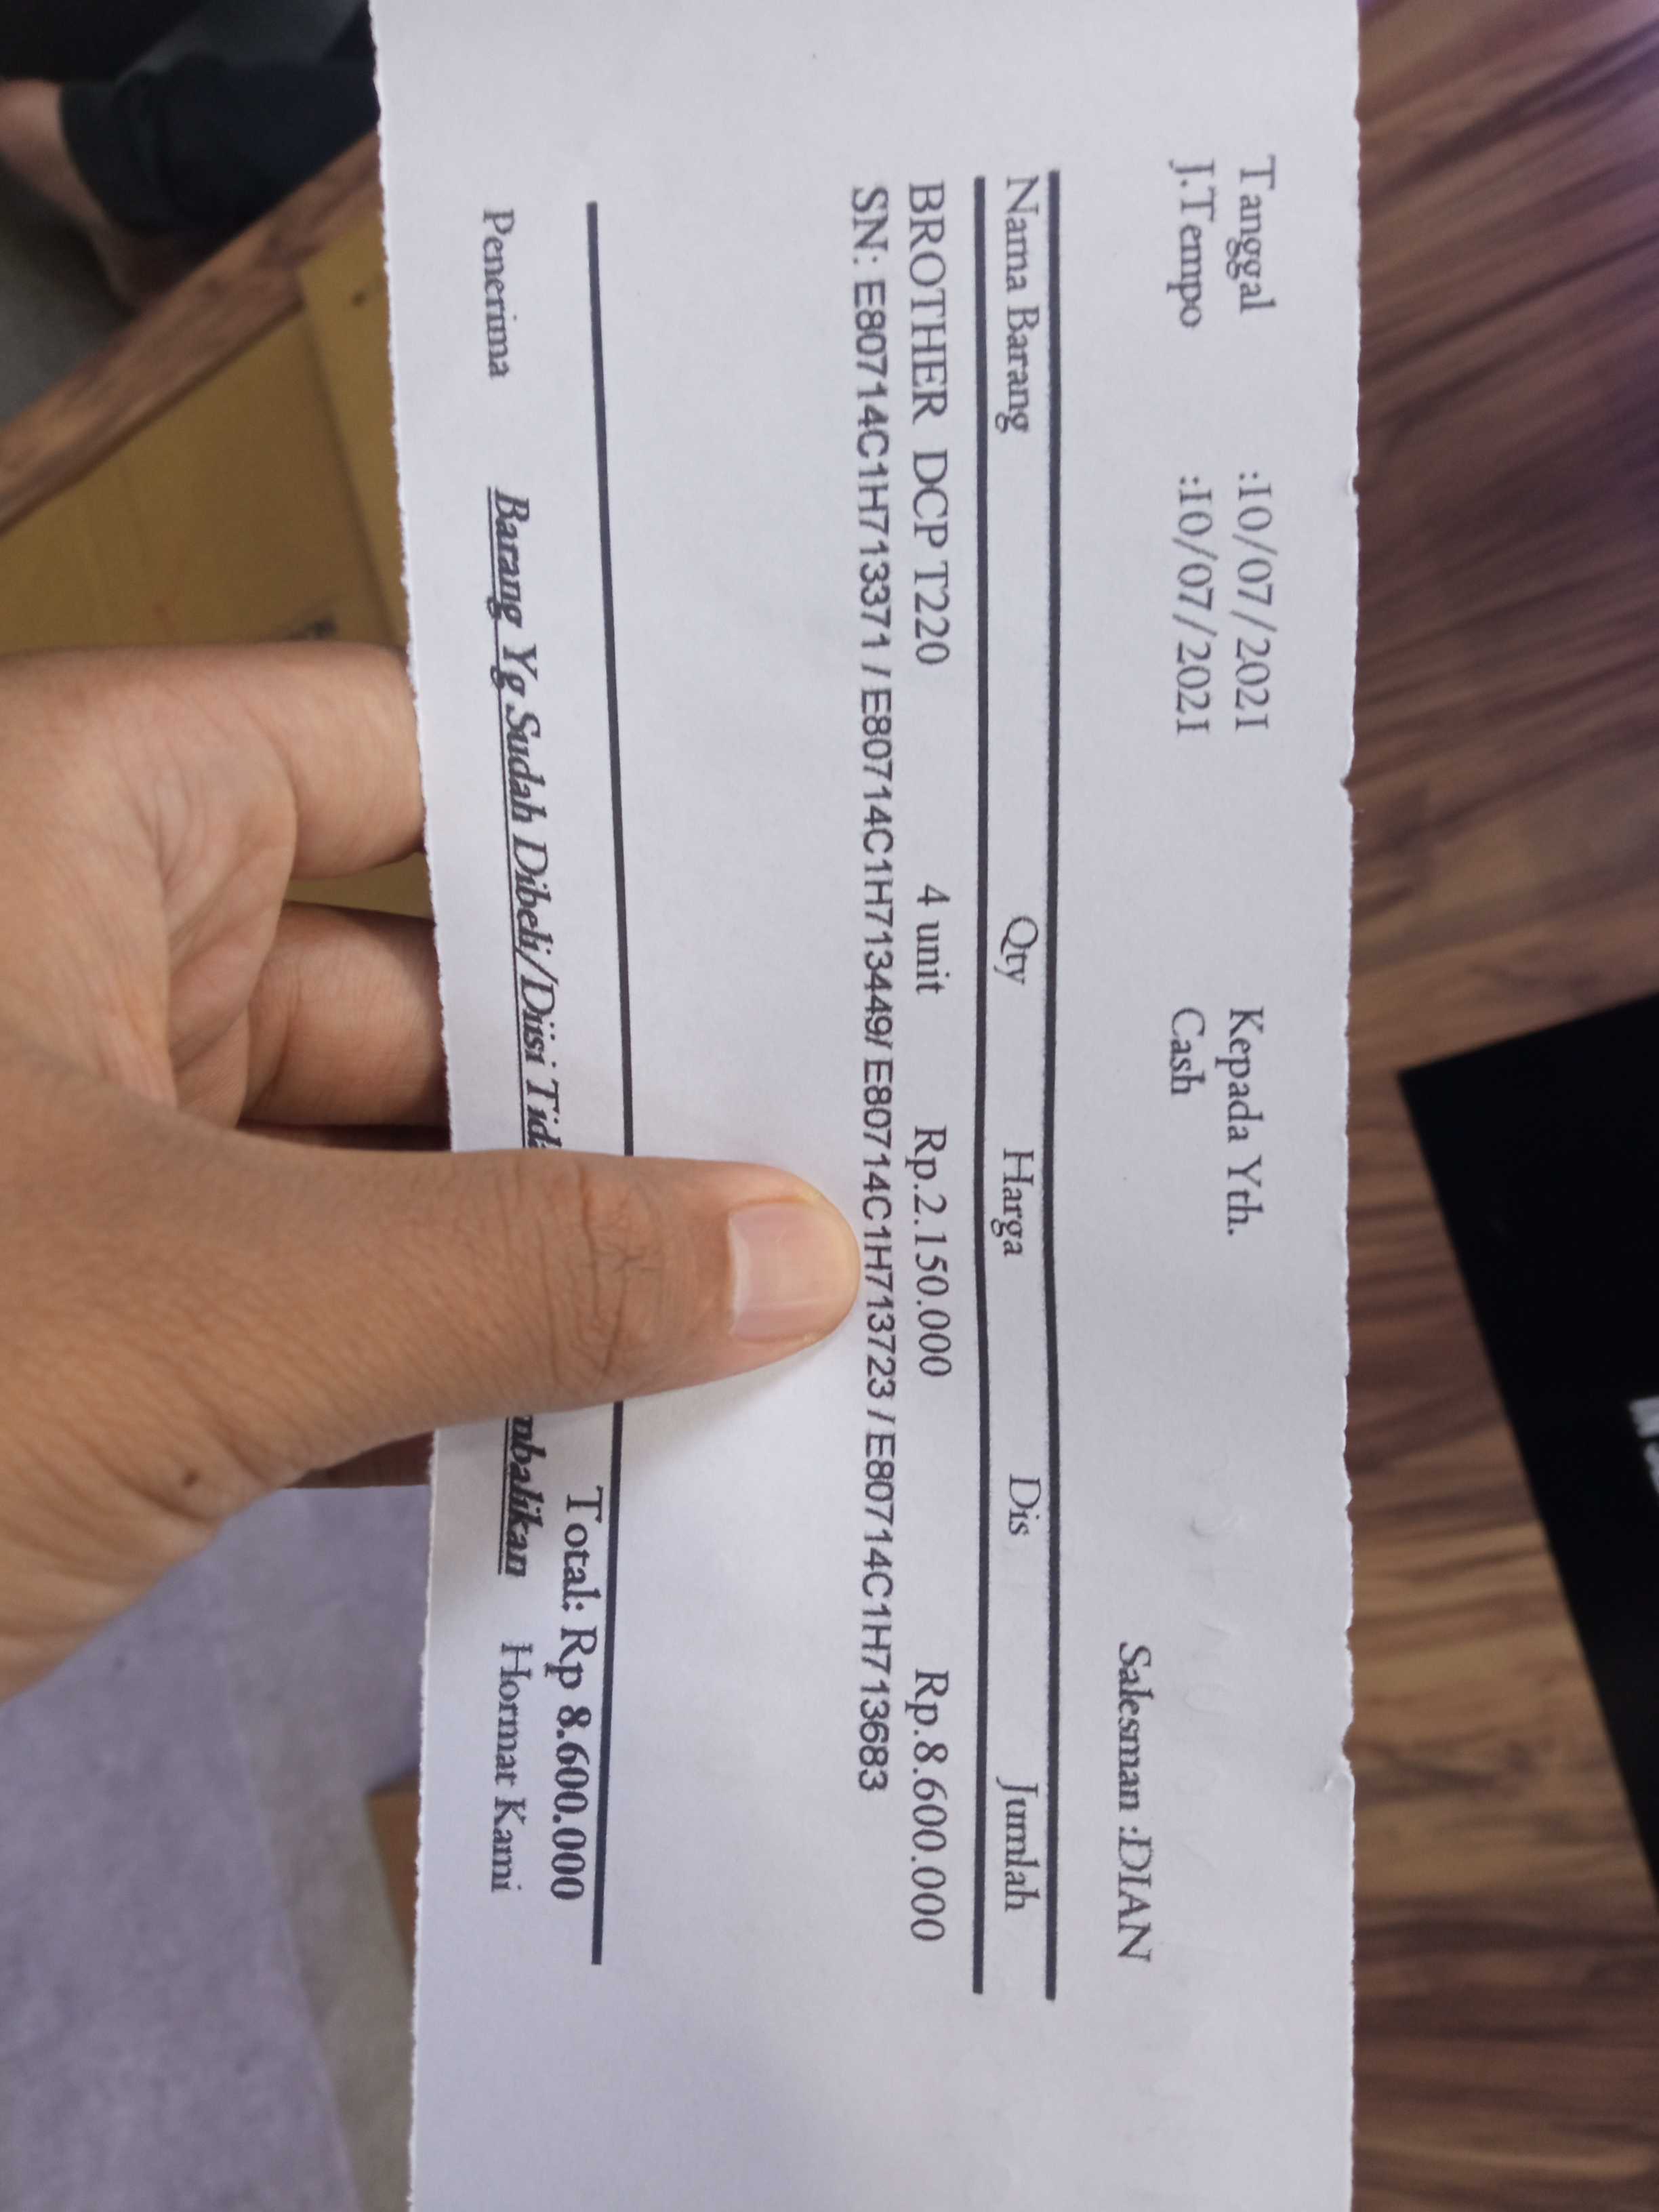 Tanggal :10/07/2021 Kepada Yth.
J.Tempo :10/07/2021 Cash
Salesman :DIAN
Nama Barang Qty Harga Dis Jumlah
BROTHER DCP T220 4 unit Rp.2.150.000 Rp.8.600.000
SN: E80714C1H713371 / E80714C1H713449/ E80714C1H713723 / E80714C1H713683
Total: Rp 8.600.000
Penerima Barang Yg Sudah Dibeli/Diisi Hormat Kami